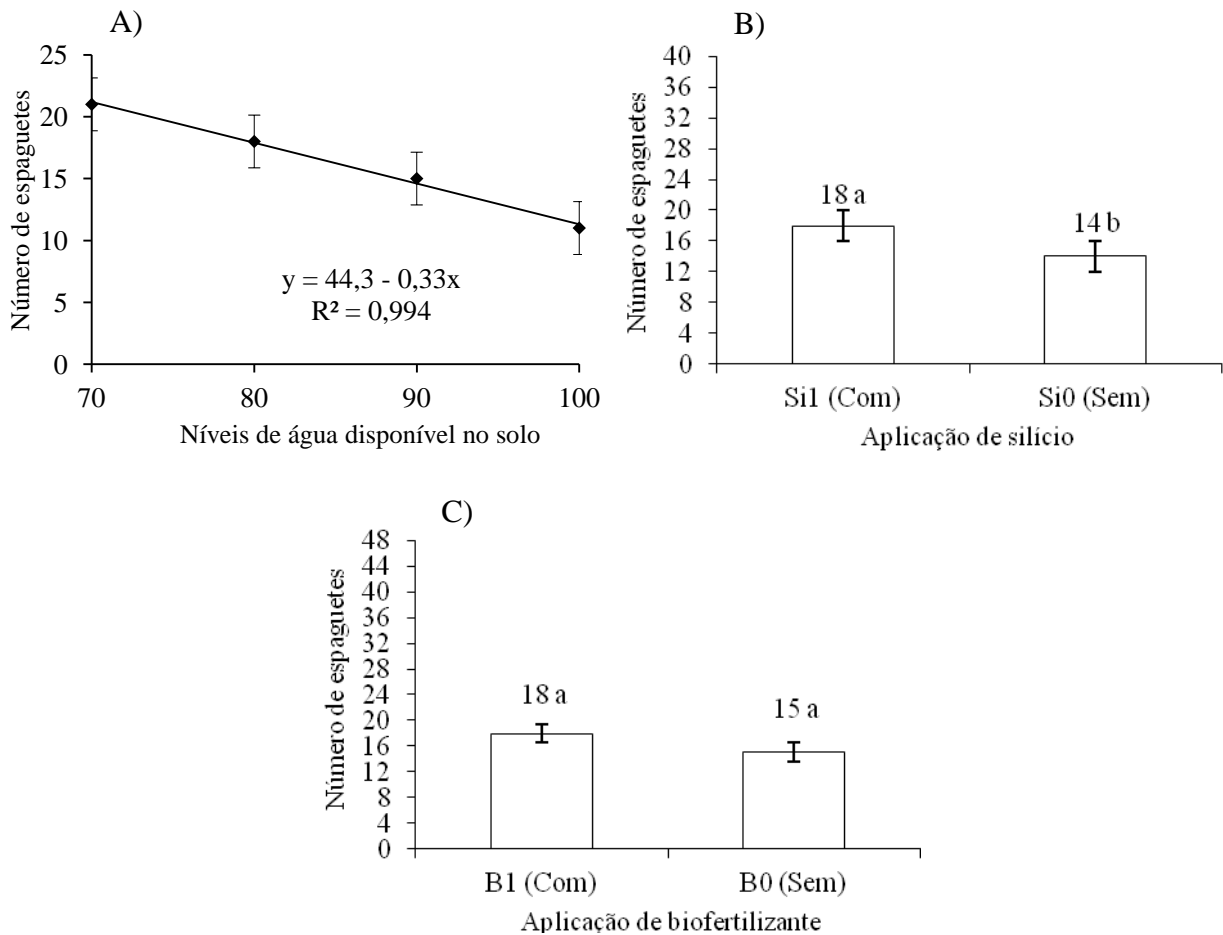 A)
Número de espaguetes
25
20
15
10
5
0
y = 44,3 - 0,33x
R² = 0,994
70 80 90 100
Níveis de água disponível no solo
B)
Número de espaguetes
40
36
32
28
24
20
16
12
8
4
0
18 a
14 b
Si1 (Com) Si0 (Sem)
Aplicação de silício
C)
Número de espaguetes
48
44
40
36
32
28
24
20
16
12
8
4
0
18 a
15 a
B1 (Com) B0 (Sem)
Aplicação de biofertilizante